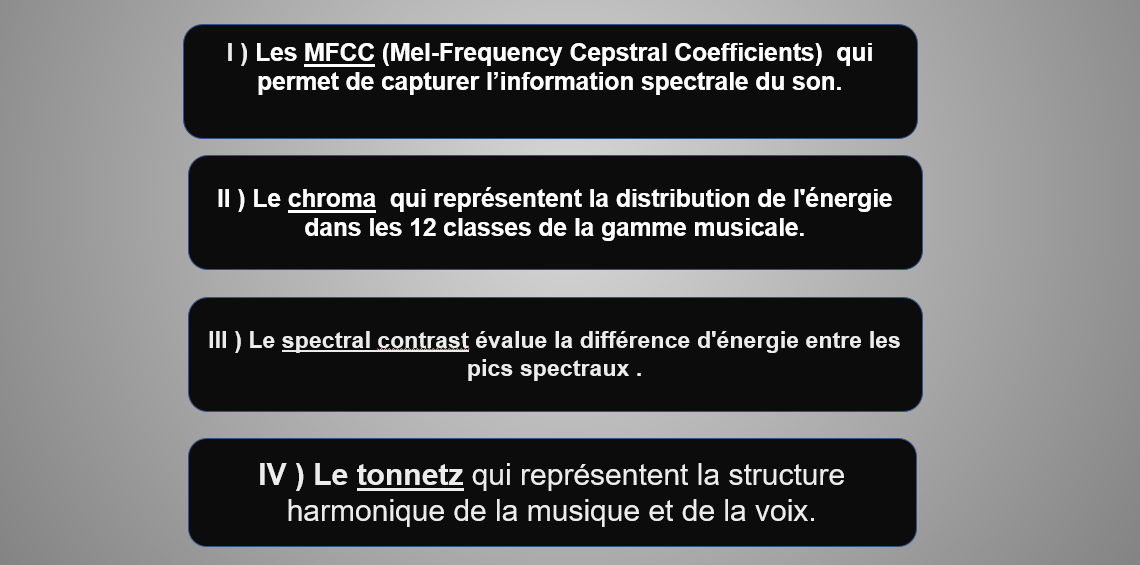 I ) Les MFCC (Mel-Frequency Cepstral Coefficients)  qui
permet de capturer l’information spectrale du son.
II ) Le chroma  qui représentent la distribution de l'énergie
dans les 12 classes de la gamme musicale.
III ) Le spectral contrast évalue la différence d'énergie entre les
pics spectraux .
IV ) Le tonnetz qui représentent la structure
harmonique de la musique et de la voix.